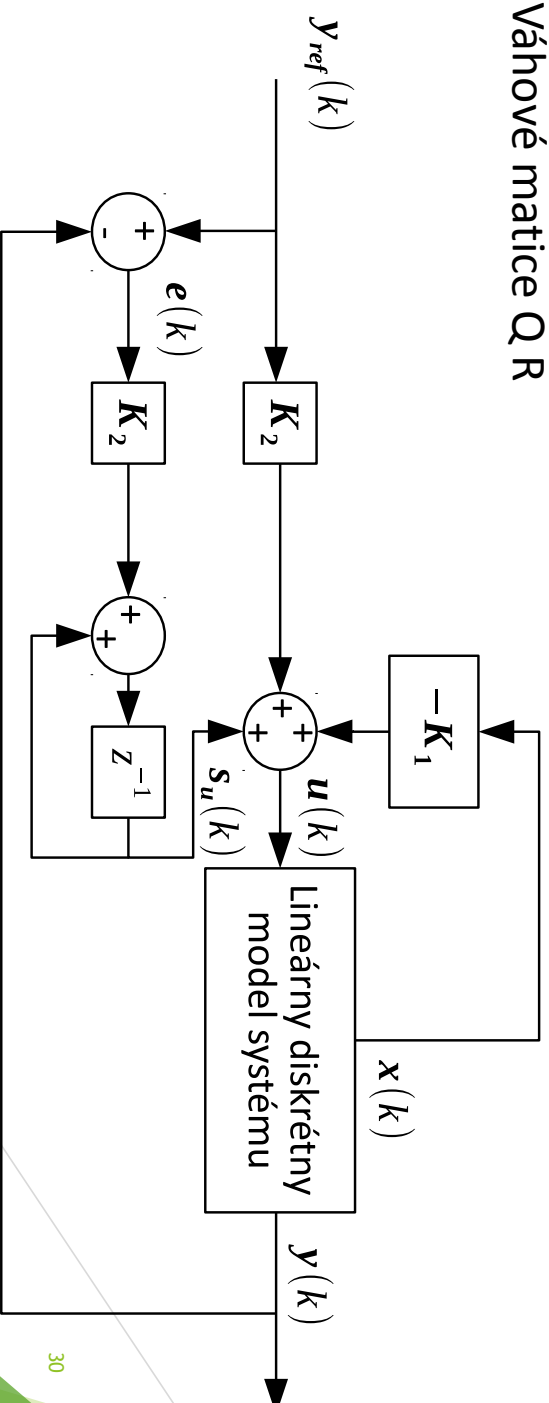 Váhové matice Q R
y_ref(k)
K_2
-K_1
u(k)
x(k)
+
-
e(k)
K_2
+
+
z^-1
s_u(k)
+
+
+
Lineárny diskrétny
model systému
y(k)
30